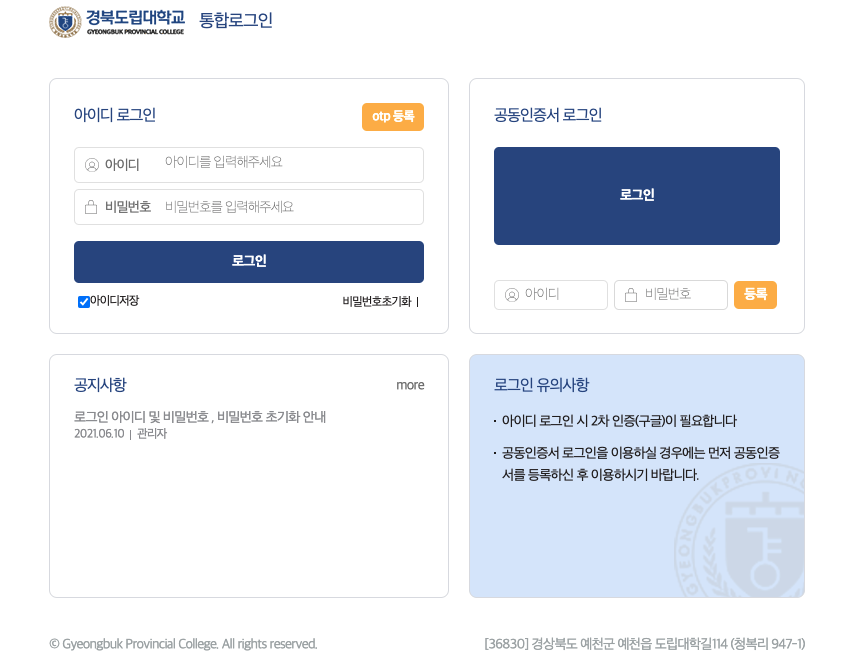 경북도립대학교 통합로그인
GYEONGBUK PROVINCIAL COLLEGE
아이디 로그인
otp 등록
아이디 아이디를 입력해주세요
비밀번호 비밀번호를 입력해주세요
로그인
아이디저장 비밀번호초기화 |
공동인증서 로그인
로그인
아이디 비밀번호 등록
공지사항 more
로그인 아이디 및 비밀번호 , 비밀번호 초기화 안내
2021.06.10 | 관리자
로그인 유의사항
· 아이디 로그인 시 2차 인증(구글)이 필요합니다
· 공동인증서 로그인을 이용하실 경우에는 먼저 공동인증
서를 등록하신 후 이용하시기 바랍니다.
GYEONGBUKPROVIN
© Gyeongbuk Provincial College. All rights reserved. [36830] 경상북도 예천군 예천읍 도립대학길114 (청복리 947-1)